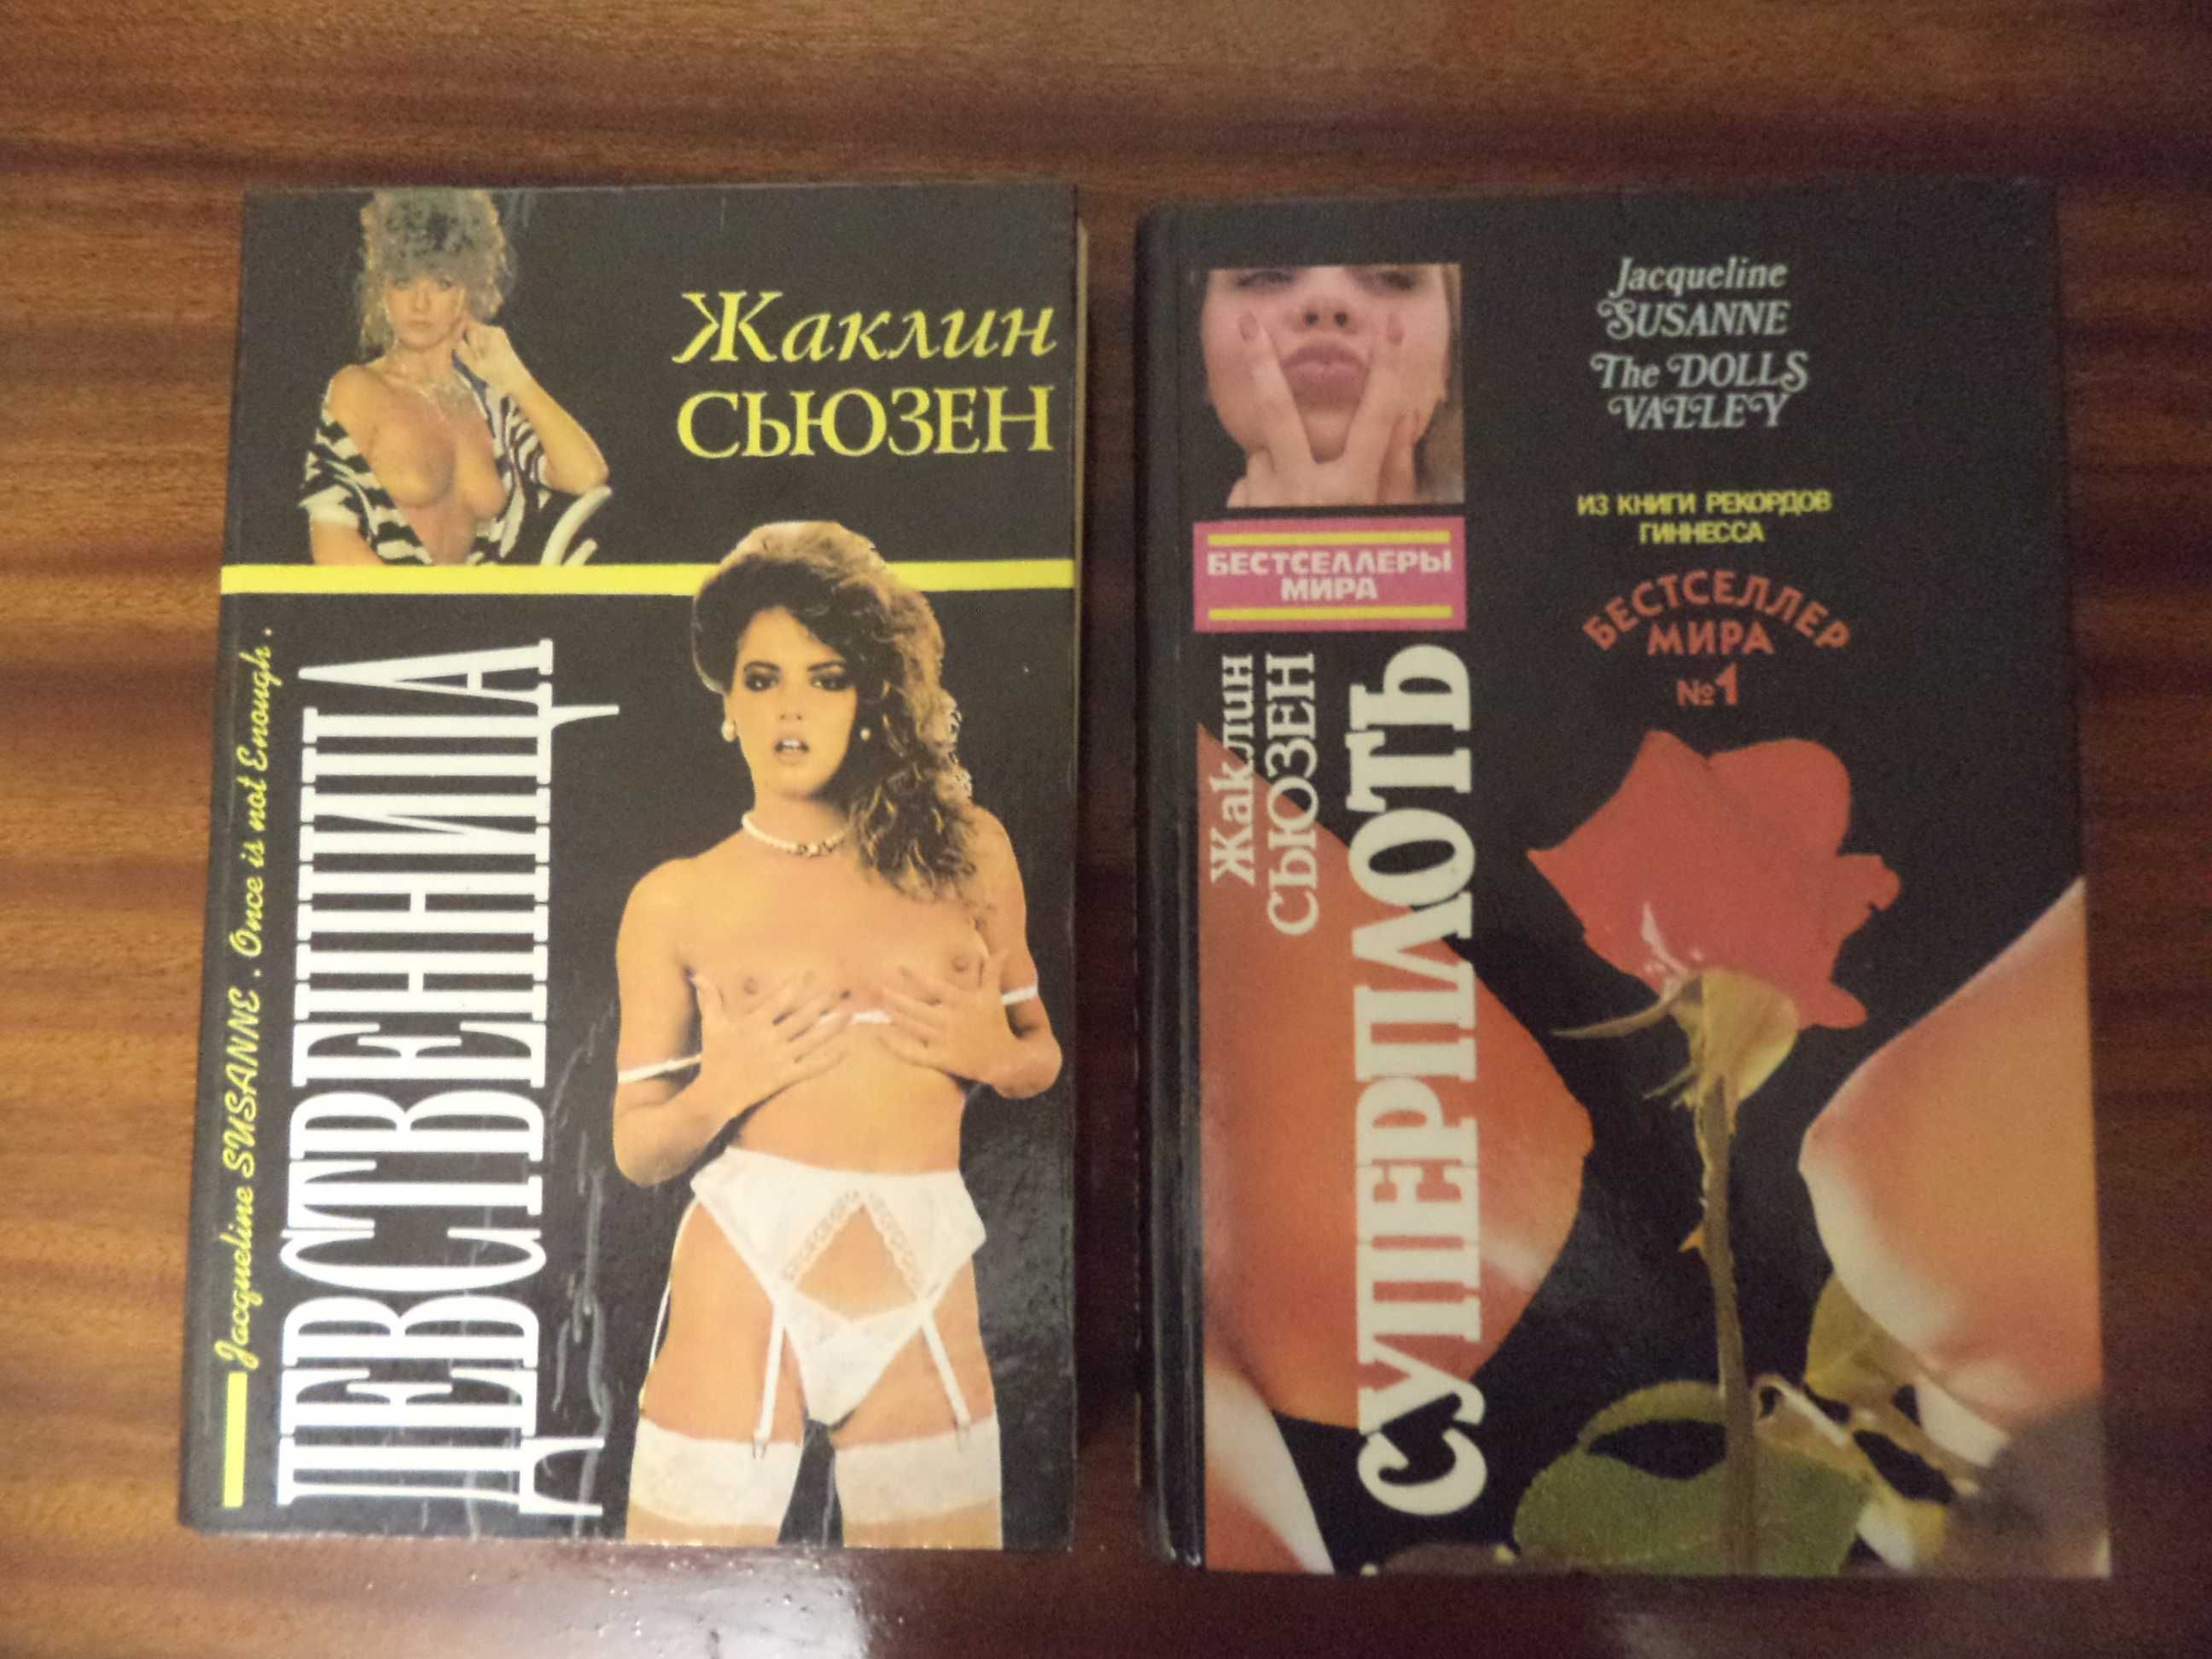 Жаклин
СЬЮЗЕН
Jacqueline SUSANNE . Once is not Enough .
ДЕВСТВЕННИЦА
Jacqueline
SUSANNE
The DOLLS
VALLEY
ИЗ КНИГИ РЕКОРДОВ
ГИННЕССА
БЕСТСЕЛЛЕР
МИРА
№1
БЕСТСЕЛЛЕРЫ
МИРА
Жаклин
СЬЮЗЕН
СУПЕРПЛОТЬ